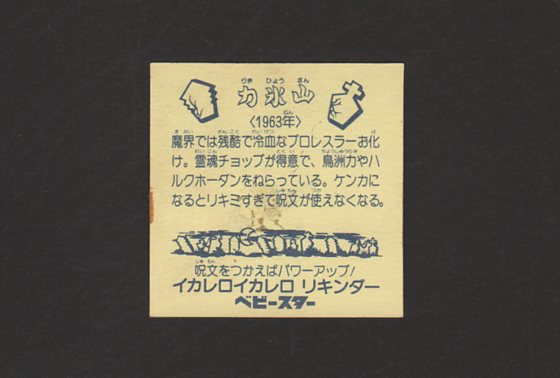 力氷山
〈1963年〉
魔界では残酷で冷血なプロレスラーお化
け。霊魂チョップが得意で、鳥洲力やハ
ルクホーダンをねらっている。ケンカに
なるとリキミすぎて呪文が使えなくなる。
呪文をつかえばパワーアップ!
イカレロイカレロ リキンダー
ベビースター